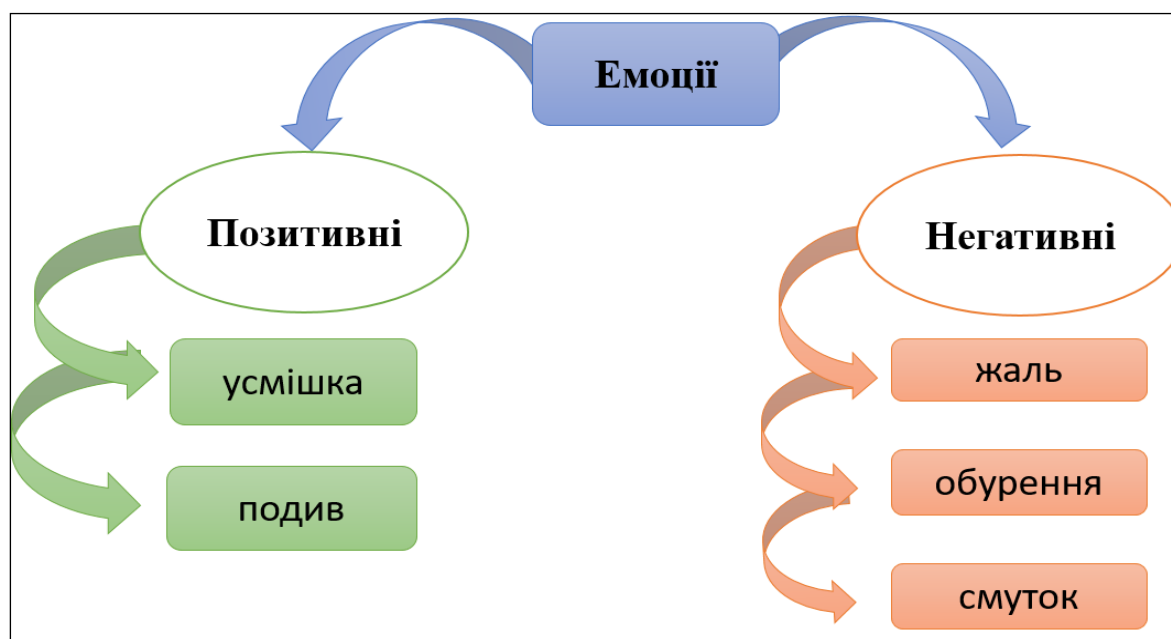 Емоції
Позитивні
усмішка
подив
Негативні
жаль
обурення
смуток